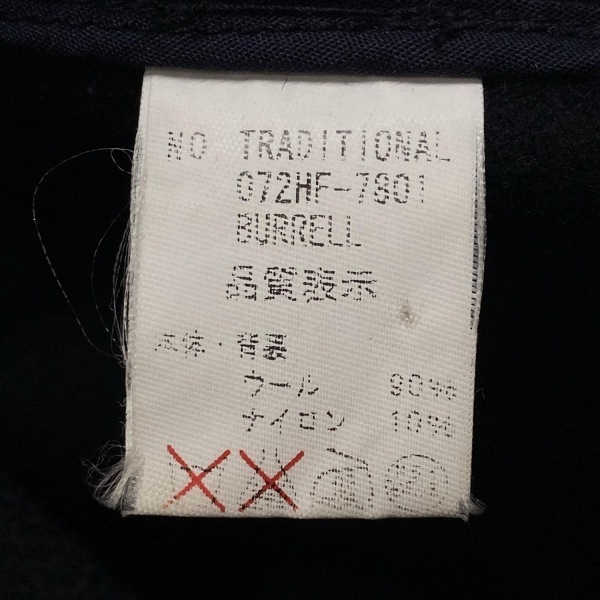 NO TRADITIONAL
072HF-7801
BURRELL
品質表示
本体・背裏
ウール 90%
ナイロン 10%